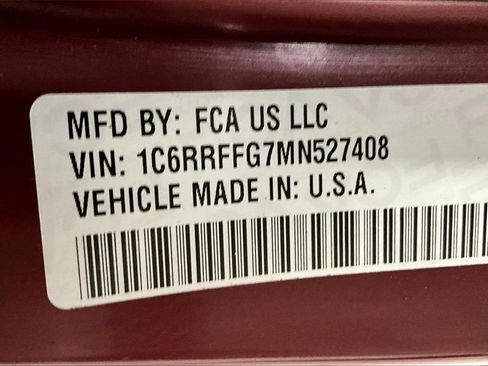 MFD BY: FCA US LLC
VIN: 1C6RRFFG7MN527408
VEHICLE MADE IN: U.S.A.